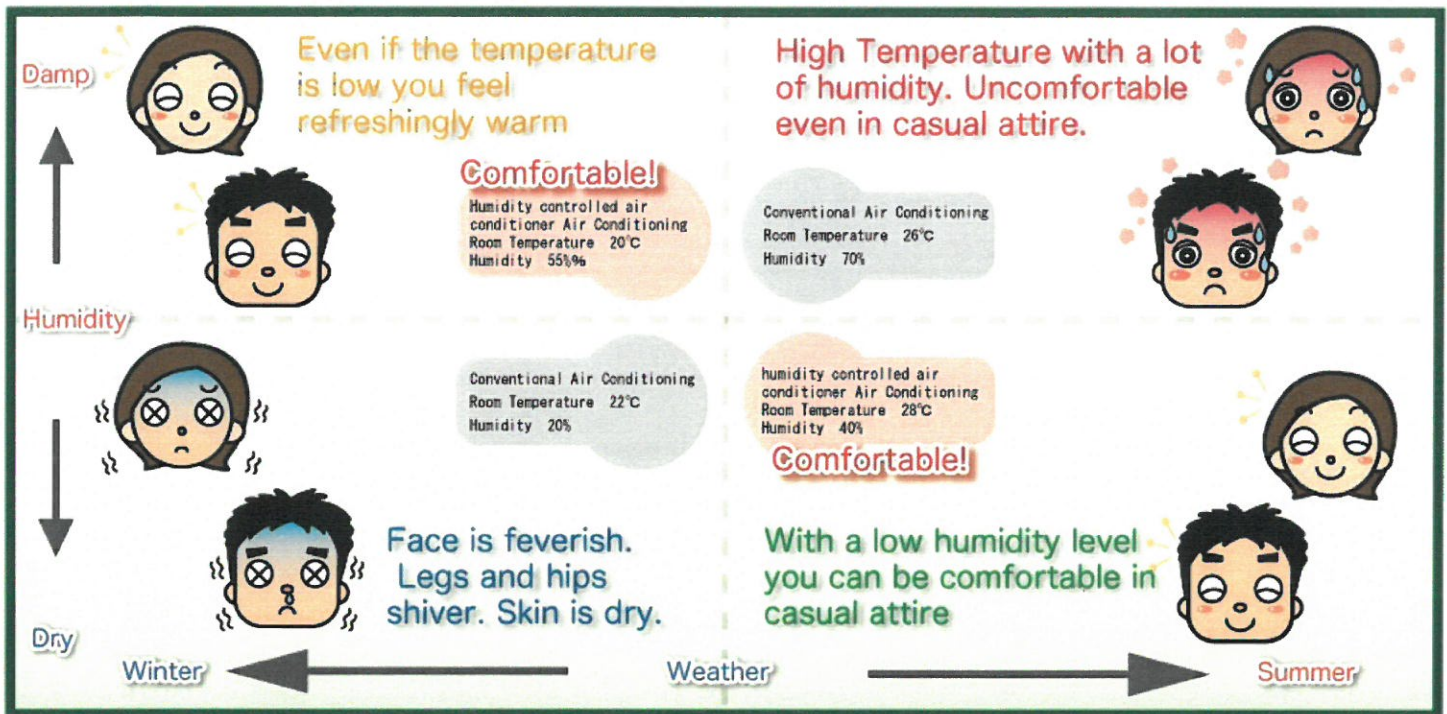 Damp
Even if the temperature
is low you feel
refreshingly warm
Comfortable!
Humidity controlled air
conditioner Air Conditioning
Room Temperature 20℃
Humidity 55%%
High Temperature with a lot
of humidity. Uncomfortable
even in casual attire.
Conventional Air Conditioning
Room Temperature 26℃
Humidity 70%
Humidity
Conventional Air Conditioning
Room Temperature 22℃
Humidity 20%
Face is feverish.
Legs and hips
shiver. Skin is dry.
humidity controlled air
conditioner Air Conditioning
Room Temperature 28℃
Humidity 40%
Comfortable!
With a low humidity level
you can be comfortable in
casual attire
Dry
Winter
Weather
Summer